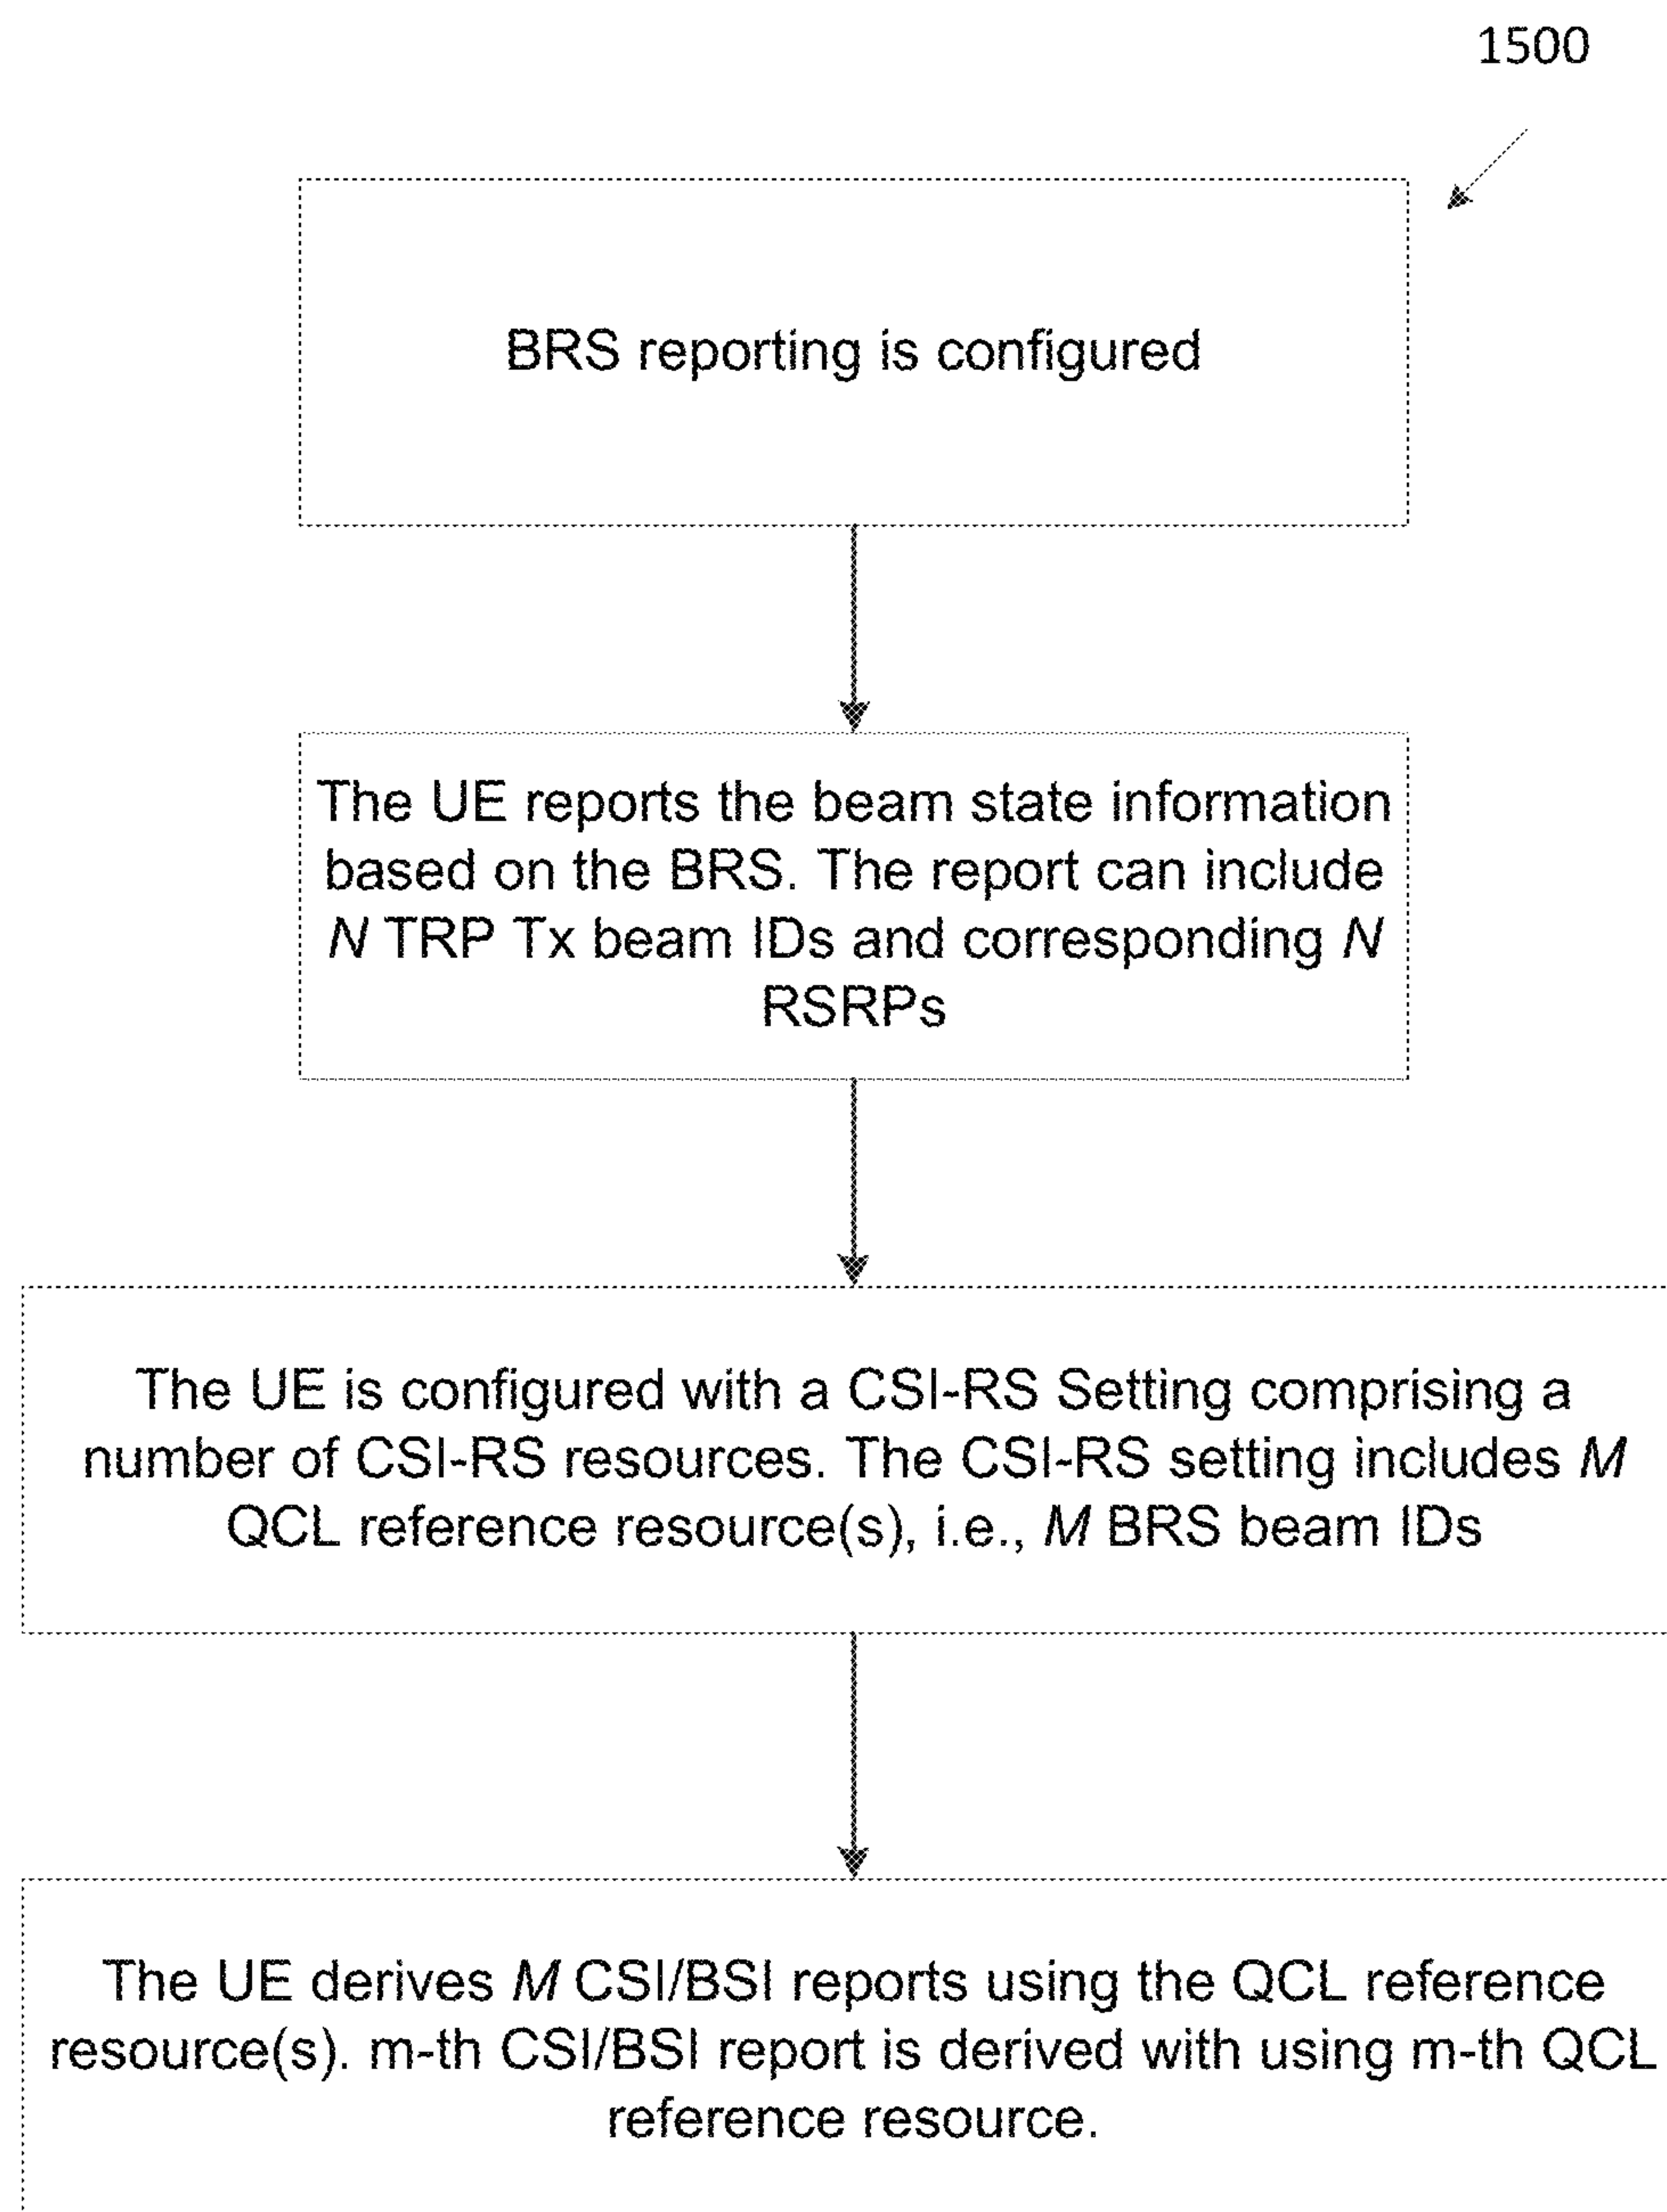 1500
BRS reporting is configured
The UE reports the beam state information
based on the BRS. The report can include
N TRP Tx beam IDs and corresponding N
RSRPs
The UE is configured with a CSI-RS Setting comprising a
number of CSI-RS resources. The CSI-RS setting includes M
QCL reference resource(s), i.e., M BRS beam IDs
The UE derives M CSI/BSI reports using the QCL reference
resource(s). m-th CSI/BSI report is derived with using m-th QCL
reference resource.